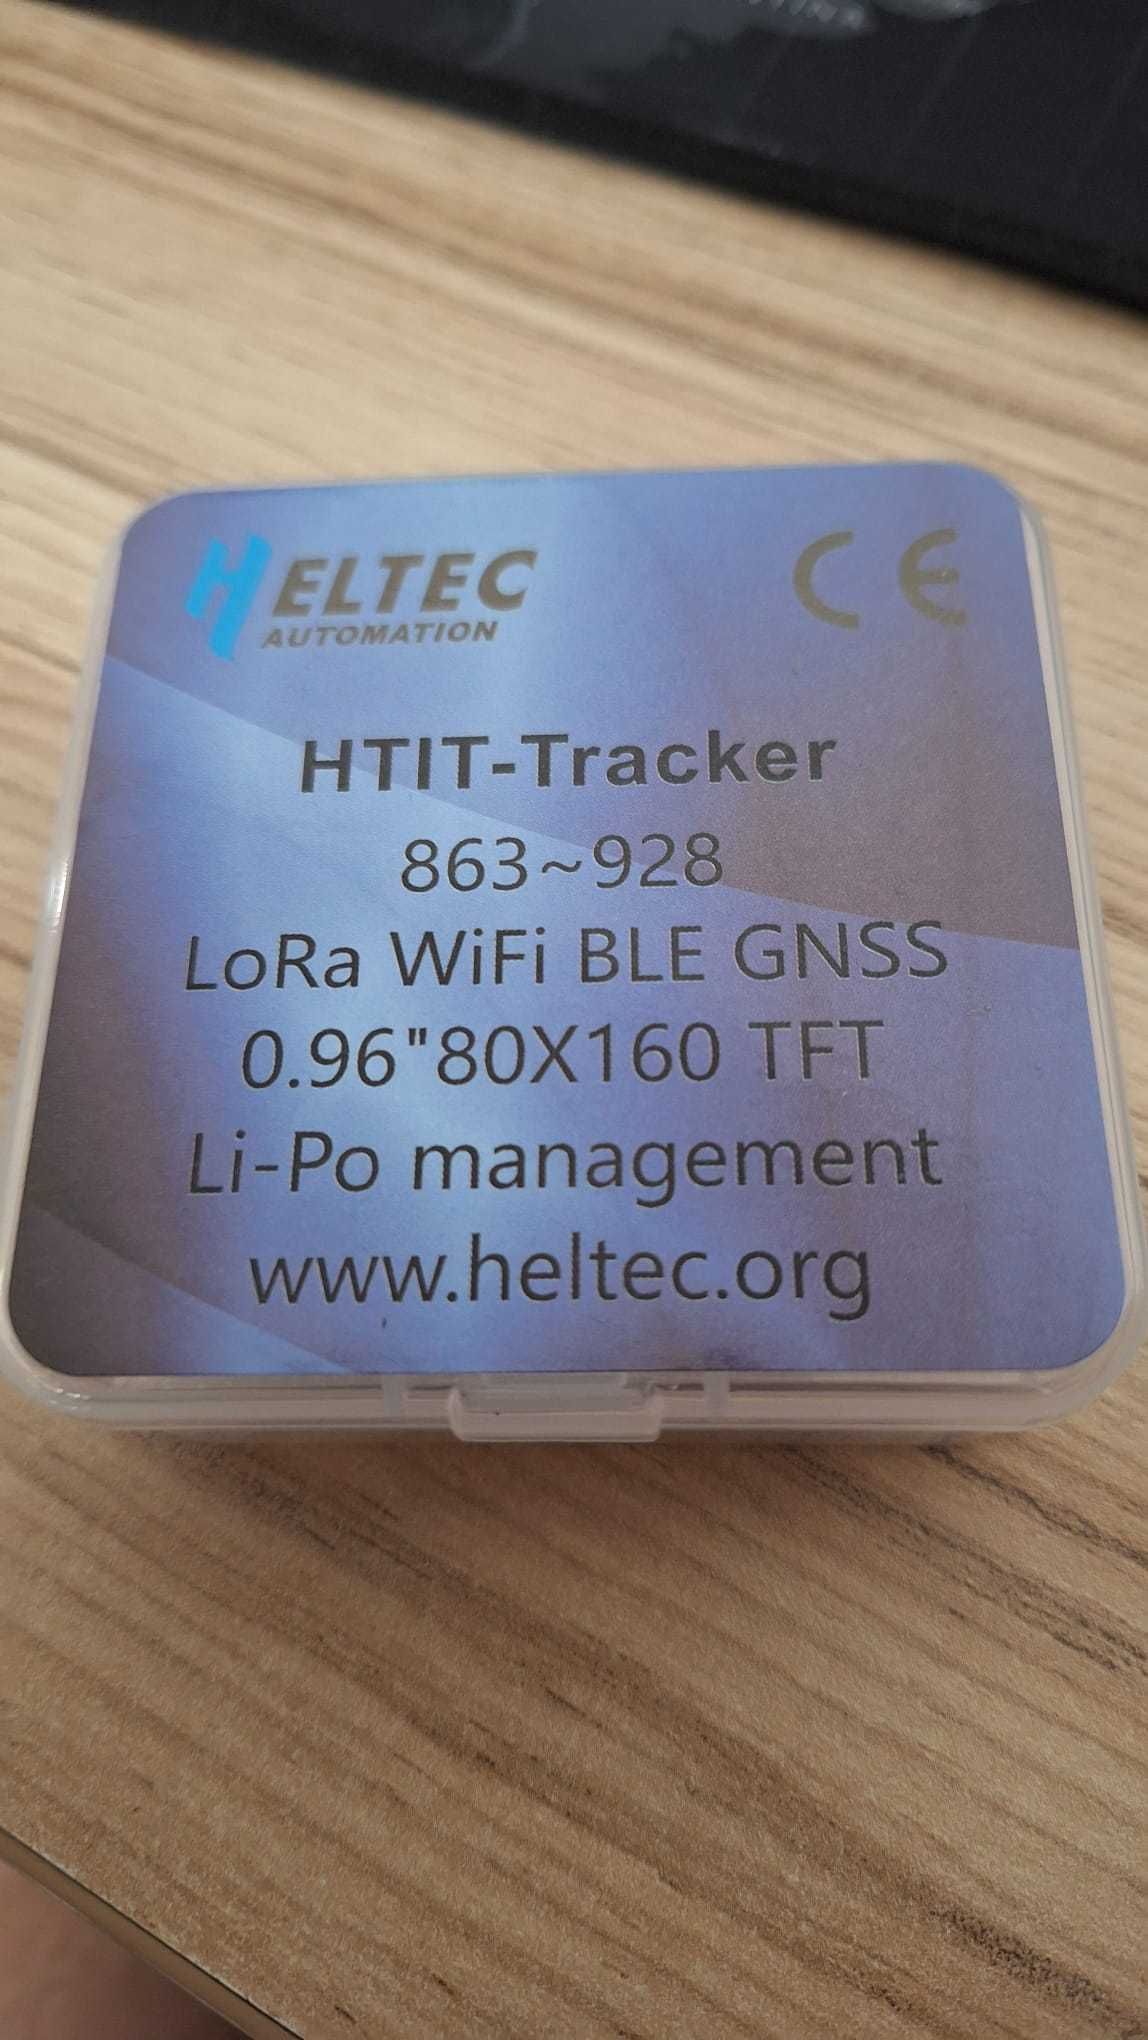 HELTEC
AUTOMATION
CE
HTIT-Tracker
863~928
LoRa WiFi BLE GNSS
0.96"80X160 TFT
Li-Po management
www.heltec.org